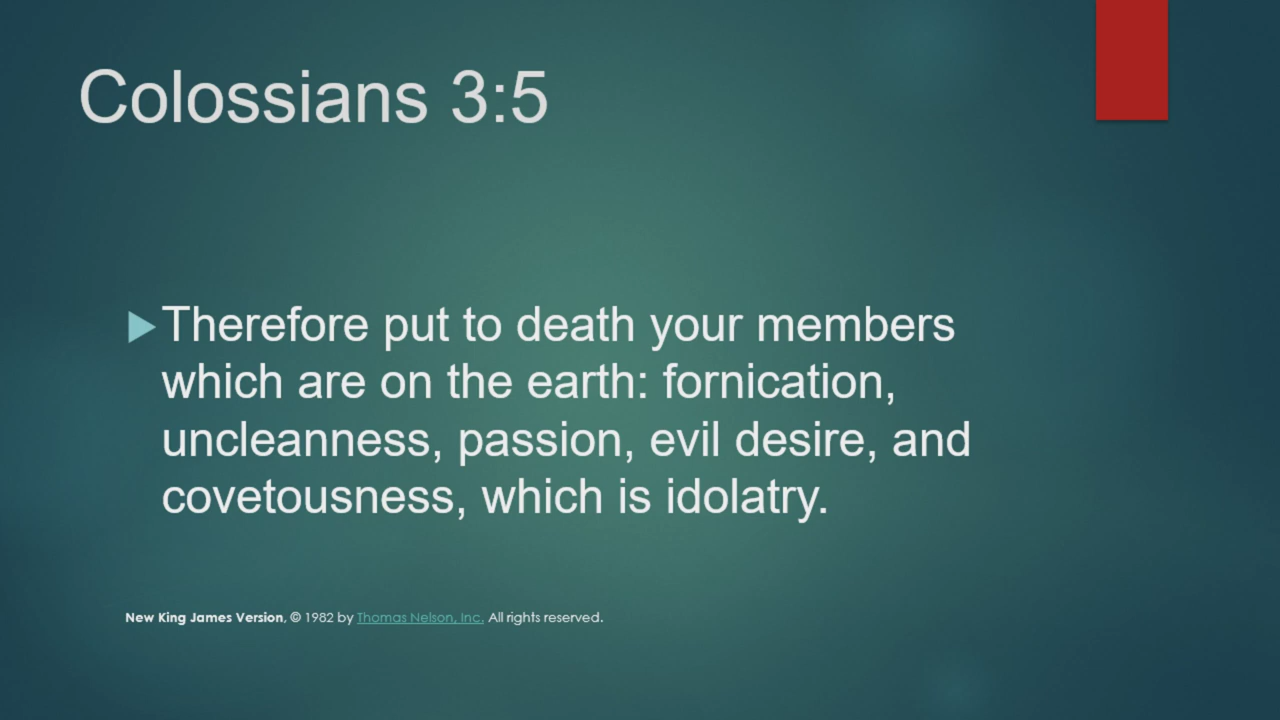 Colossians 3:5
Therefore put to death your members
which are on the earth: fornication,
uncleanness, passion, evil desire, and
covetousness, which is idolatry.
New King James Version, © 1982 by Thomas Nelson, Inc. All rights reserved.